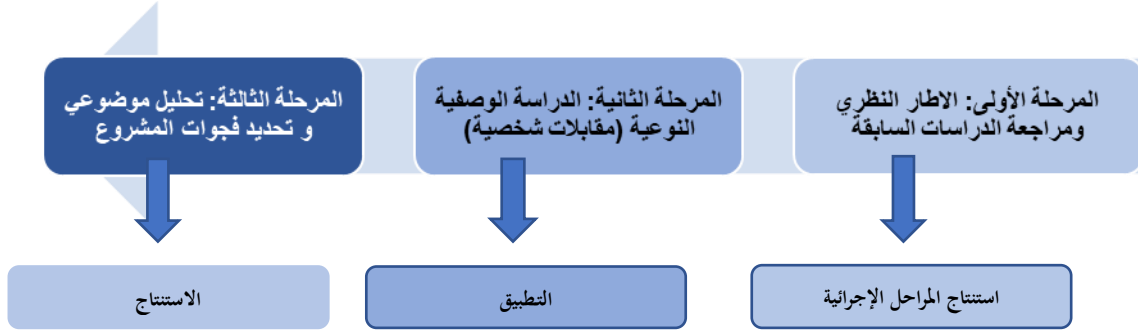 المرحلة الأولى: الاطار النظري
ومراجعة الدراسات السابقة
المرحلة الثانية: الدراسة الوصفية
النوعية (مقابلات شخصية)
المرحلة الثالثة: تحليل موضوعي
و تحديد فجوات المشروع
استنتاج المراحل الإجرائية
التطبيق
الاستنتاج